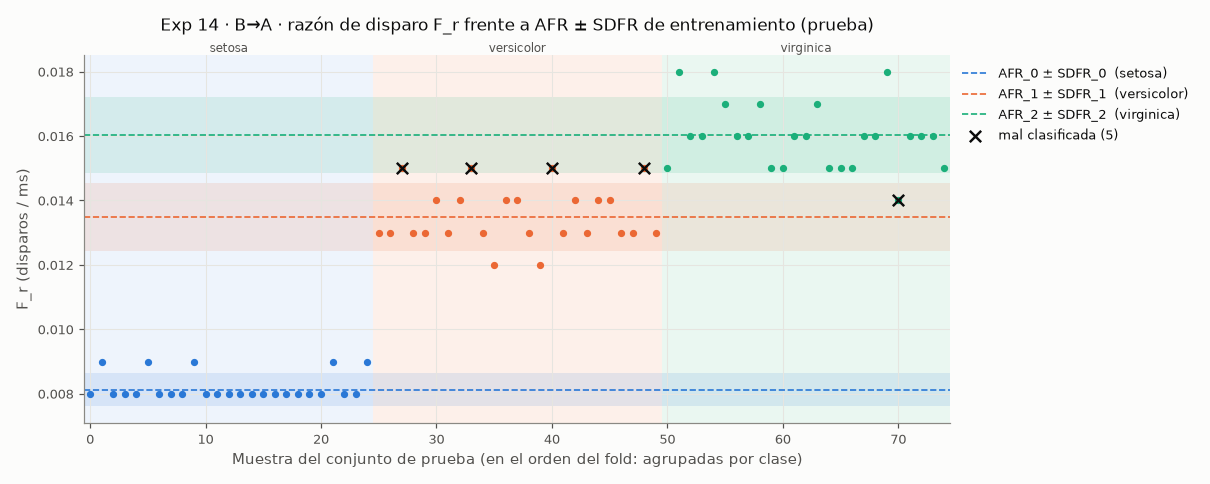 Exp 14 · B→A · razón de disparo F_r frente a AFR ± SDFR de entrenamiento (prueba)
setosa
versicolor
virginica
F_r (disparos / ms)
0.018
0.016
0.014
0.012
0.010
0.008
0
10
20
30
40
50
60
70
Muestra del conjunto de prueba (en el orden del fold: agrupadas por clase)
AFR_0 ± SDFR_0 (setosa)
AFR_1 ± SDFR_1 (versicolor)
AFR_2 ± SDFR_2 (virginica)
mal clasificada (5)